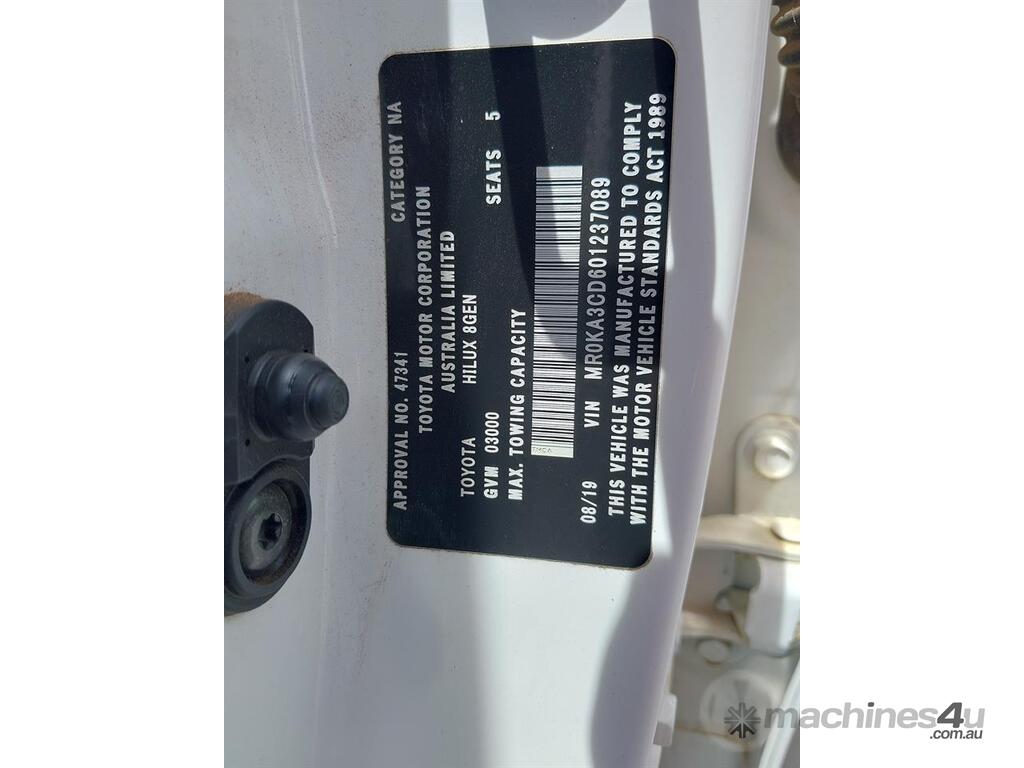 APPROVAL NO. 47341 CATEGORY NA
TOYOTA MOTOR CORPORATION
AUSTRALIA LIMITED
TOYOTA HILUX 8GEN
GVM 03000 SEATS 5
MAX. TOWING CAPACITY
08/19 VIN MR0KA3CD601237089
THIS VEHICLE WAS MANUFACTURED TO COMPLY
WITH THE MOTOR VEHICLE STANDARDS ACT 1989
machines4u
.com.au